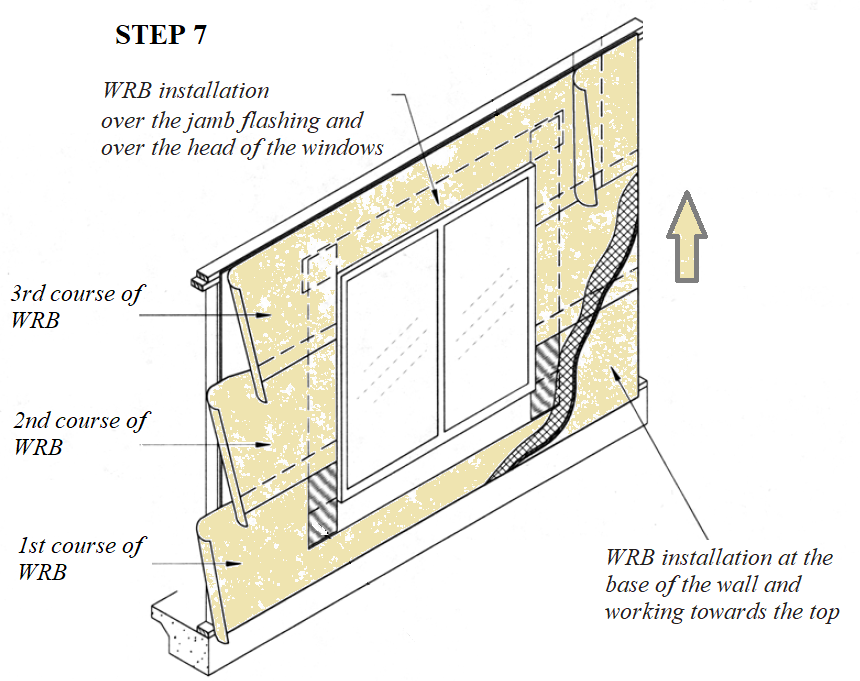 STEP 7
WRB installation
over the jamb flashing and
over the head of the windows
3rd course of
WRB
2nd course of
WRB
1st course of
WRB
WRB installation at the
base of the wall and
working towards the top